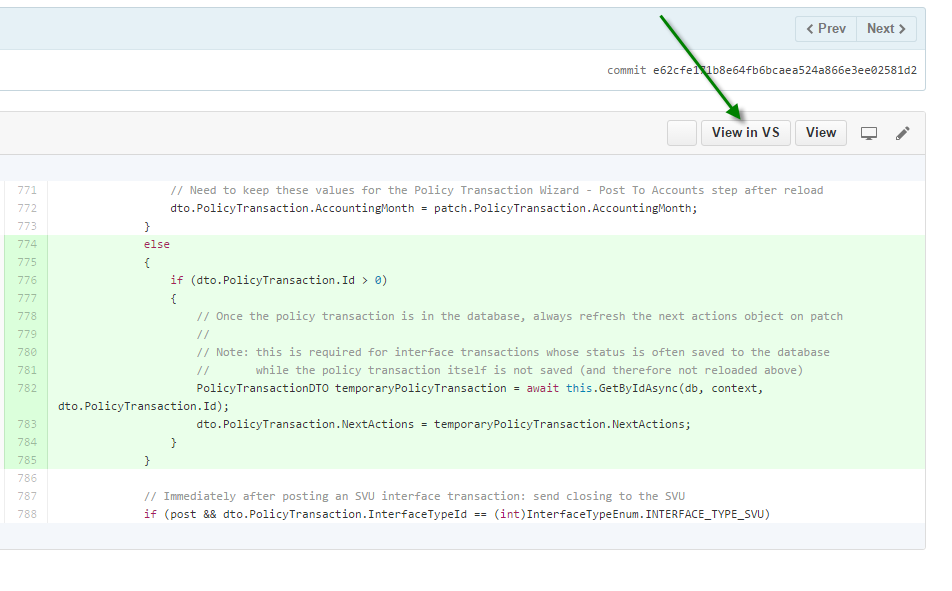 Prev Next
commit e62cfe171b8e64fb6bcaea524a866e3ee02581d2
View in VS View
771 // Need to keep these values for the Policy Transaction Wizard - Post To Accounts step after reload
772 dto.PolicyTransaction.AccountingMonth = patch.PolicyTransaction.AccountingMonth;
773 }
774 else
775 {
776 if (dto.PolicyTransaction.Id > 0)
777 {
778 // Once the policy transaction is in the database, always refresh the next actions object on patch
779 //
780 // Note: this is required for interface transactions whose status is often saved to the database
781 // while the policy transaction itself is not saved (and therefore not reloaded above)
782 PolicyTransactionDTO temporaryPolicyTransaction = await this.GetByIdAsync(db, context,
dto.PolicyTransaction.Id);
783 dto.PolicyTransaction.NextActions = temporaryPolicyTransaction.NextActions;
784 }
785 }
786
787 // Immediately after posting an SVU interface transaction: send closing to the SVU
788 if (post && dto.PolicyTransaction.InterfaceTypeId == (int)InterfaceTypeEnum.INTERFACE_TYPE_SVU)